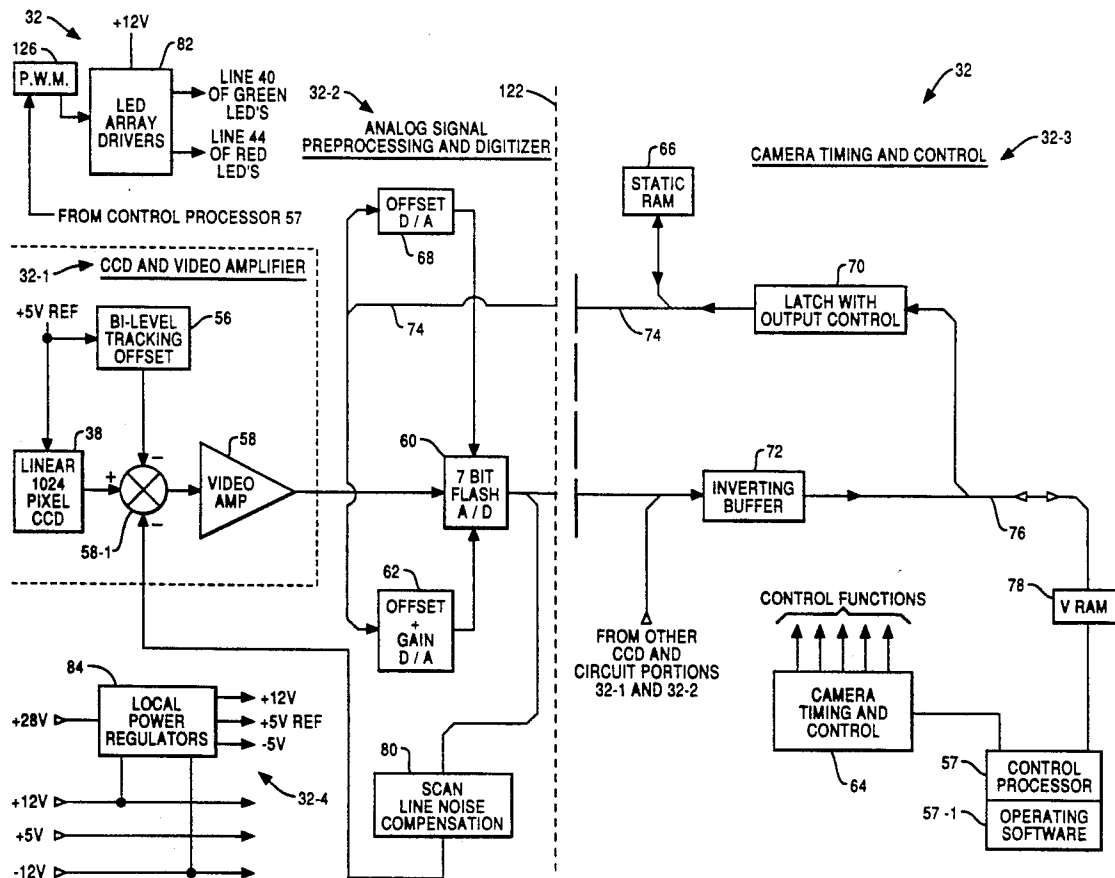 32
+12V
126
82
P.W.M.
LED
ARRAY
DRIVERS
LINE 40
OF GREEN
LED'S
LINE 44
OF RED
LED'S
FROM CONTROL PROCESSOR 57
32-2
122
ANALOG SIGNAL
PREPROCESSING AND DIGITIZER
32
32-3
CAMERA TIMING AND CONTROL
66
STATIC
RAM
OFFSET
D / A
68
32-1
CCD AND VIDEO AMPLIFIER
+5V REF
56
BI-LEVEL
TRACKING
OFFSET
74
74
70
LATCH WITH
OUTPUT CONTROL
38
LINEAR
1024
PIXEL
CCD
+
−
−
58-1
58
VIDEO
AMP
60
7 BIT
FLASH
A / D
72
INVERTING
BUFFER
76
62
OFFSET
+
GAIN
D / A
78
V RAM
CONTROL FUNCTIONS
FROM OTHER
CCD AND
CIRCUIT PORTIONS
32-1 AND 32-2
84
LOCAL
POWER
REGULATORS
+28V
+12V
+5V REF
-5V
32-4
+12V
+5V
-12V
80
SCAN
LINE NOISE
COMPENSATION
CAMERA
TIMING AND
CONTROL
64
57
CONTROL
PROCESSOR
57 -1
OPERATING
SOFTWARE